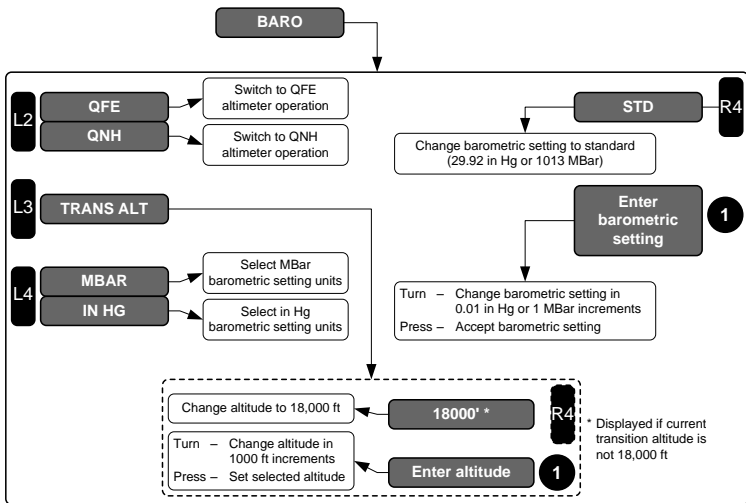 BARO
L2
QFE
Switch to QFE
altimeter operation
QNH
Switch to QNH
altimeter operation
STD
R4
Change barometric setting to standard
(29.92 in Hg or 1013 MBar)
L3
TRANS ALT
Enter
barometric
setting
1
L4
MBAR
Select MBar
barometric setting units
IN HG
Select in Hg
barometric setting units
Turn – Change barometric setting in
0.01 in Hg or 1 MBar increments
Press – Accept barometric setting
Change altitude to 18,000 ft
18000' *
R4
* Displayed if current
transition altitude is
not 18,000 ft
Turn – Change altitude in
1000 ft increments
Press – Set selected altitude
Enter altitude
1